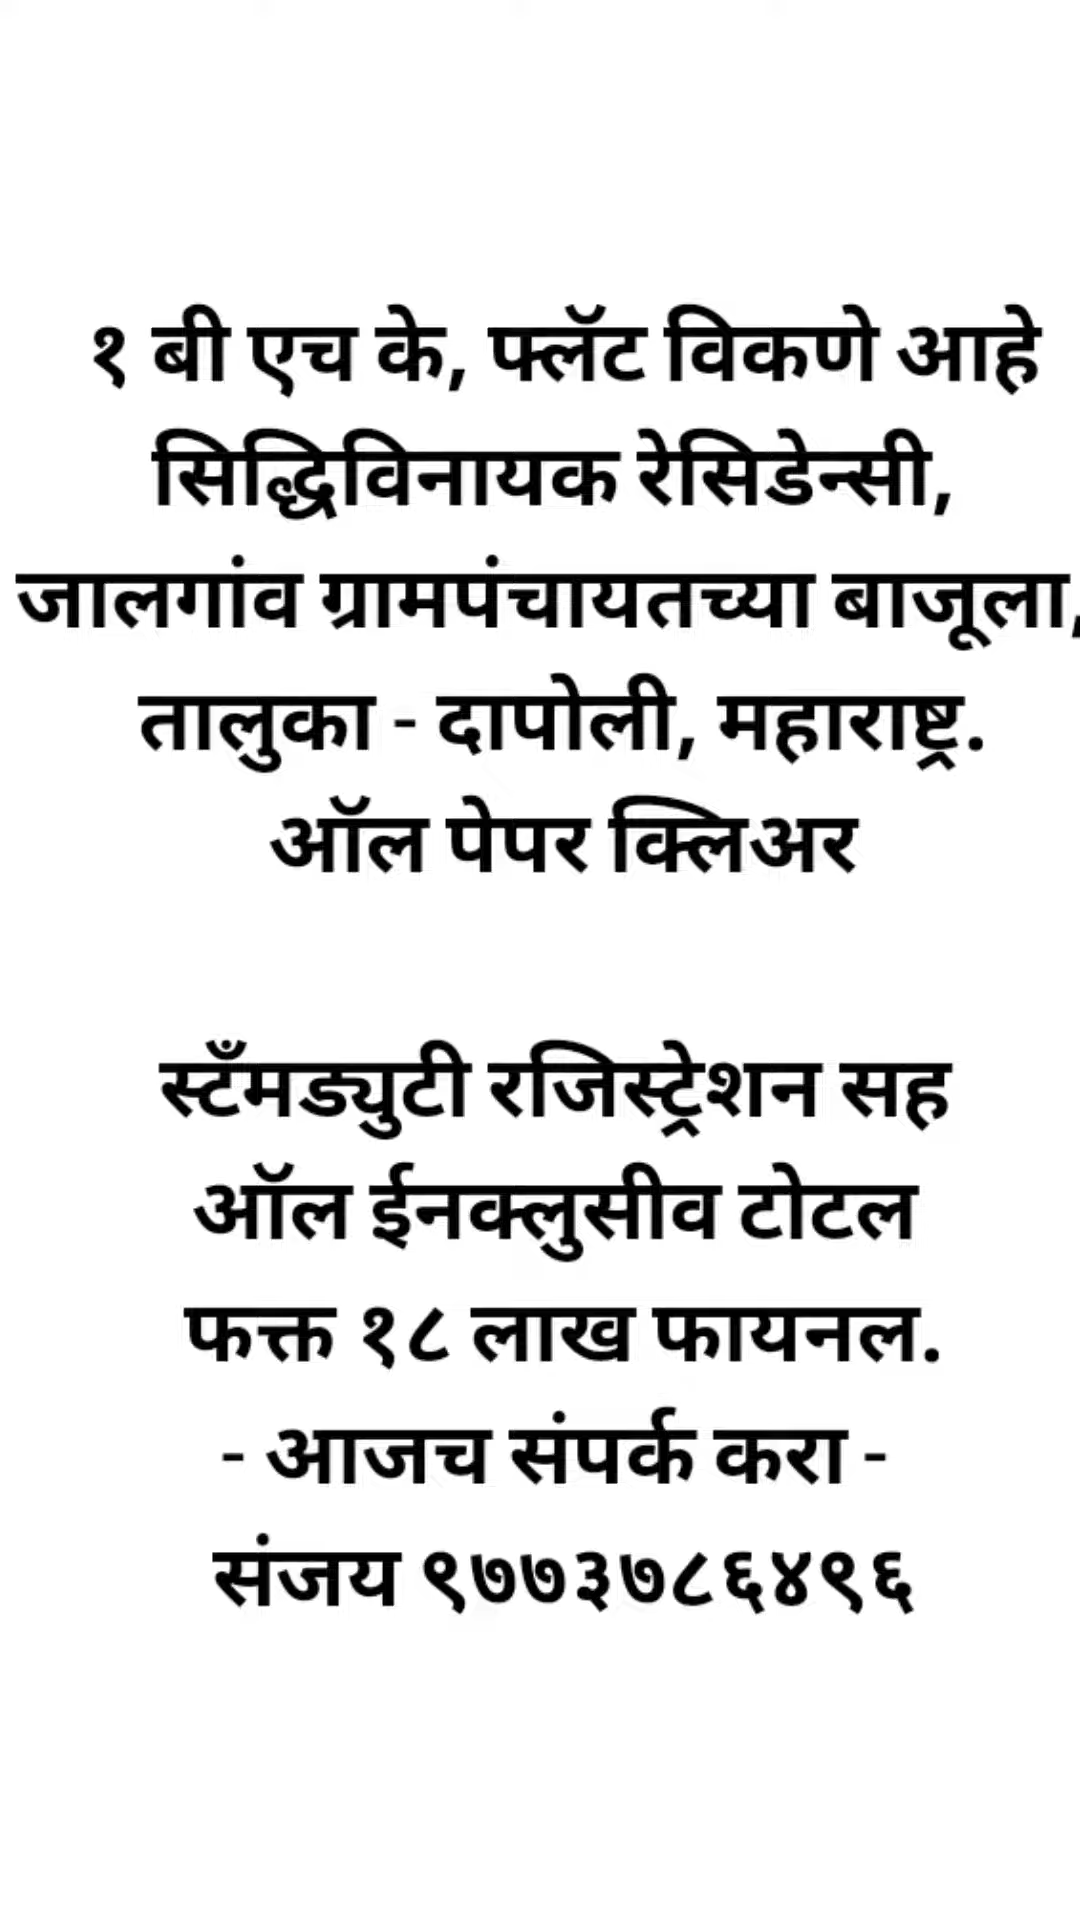 १ बी एच के, फ्लॅट विकणे आहे
सिद्धिविनायक रेसिडेन्सी,
जालगांव ग्रामपंचायतच्या बाजूला,
तालुका - दापोली, महाराष्ट्र.
ऑल पेपर क्लिअर
स्टँमड्युटी रजिस्ट्रेशन सह
ऑल ईनक्लुसीव टोटल
फक्त १८ लाख फायनल.
- आजच संपर्क करा -
संजय ९७७३७८६४९६